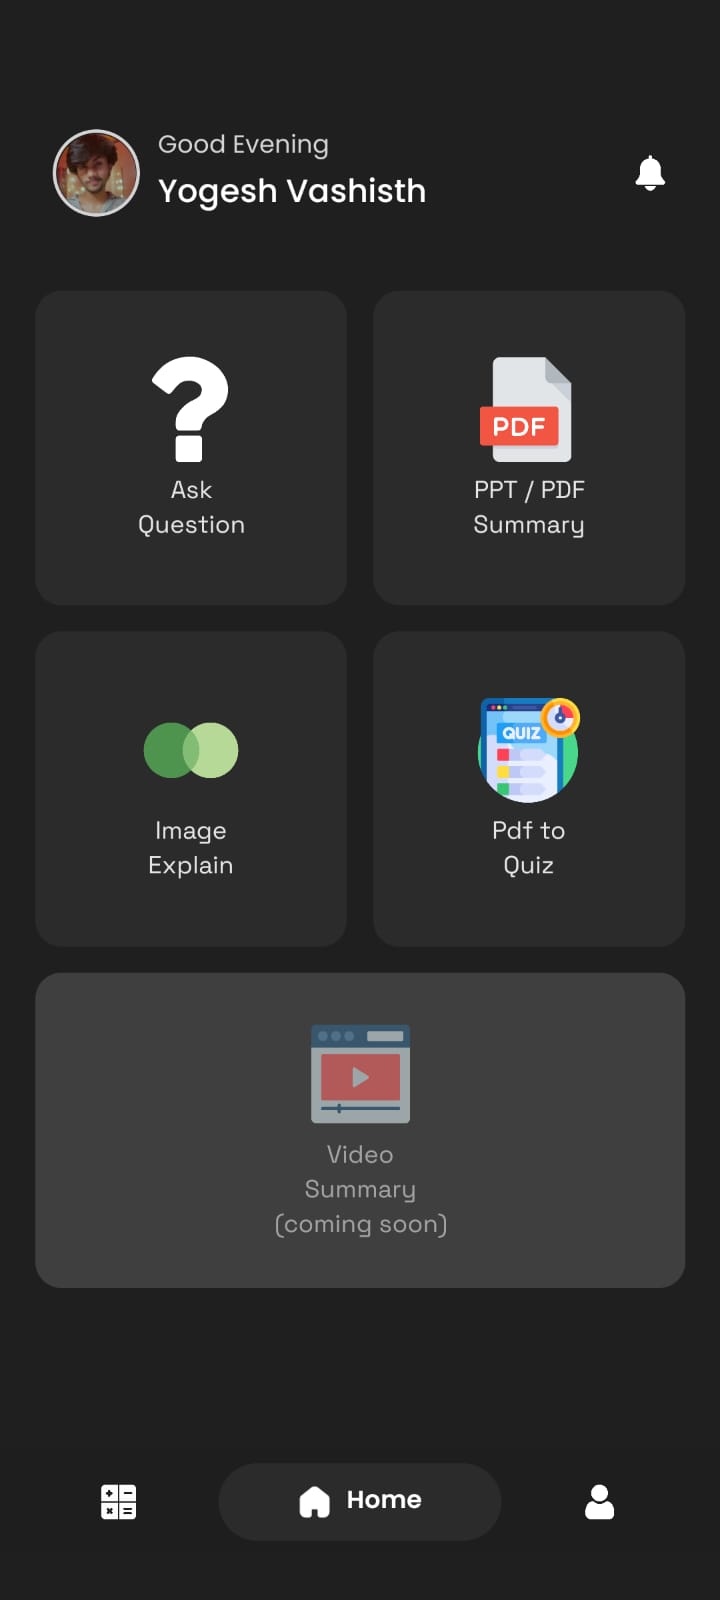 Good Evening
Yogesh Vashisth
Ask
Question
PDF
PPT / PDF
Summary
Image
Explain
QUIZ
Pdf to
Quiz
Video
Summary
(coming soon)
Home